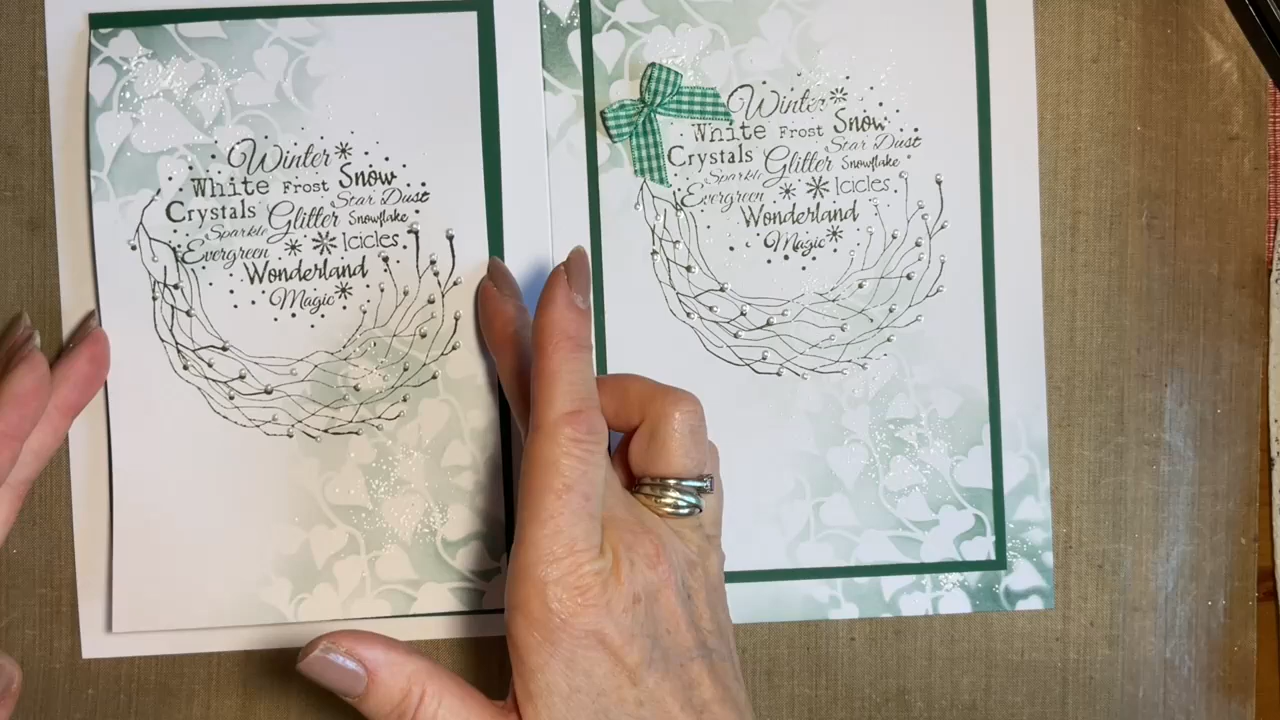 Winter
White Frost Snow
Star Dust
Crystals Glitter Snowflake
Sparkle
Evergreen Icicles
Wonderland
Magic
Winter
White Frost Snow
Star Dust
Crystals Glitter Snowflake
Sparkle
Evergreen Icicles
Wonderland
Magic